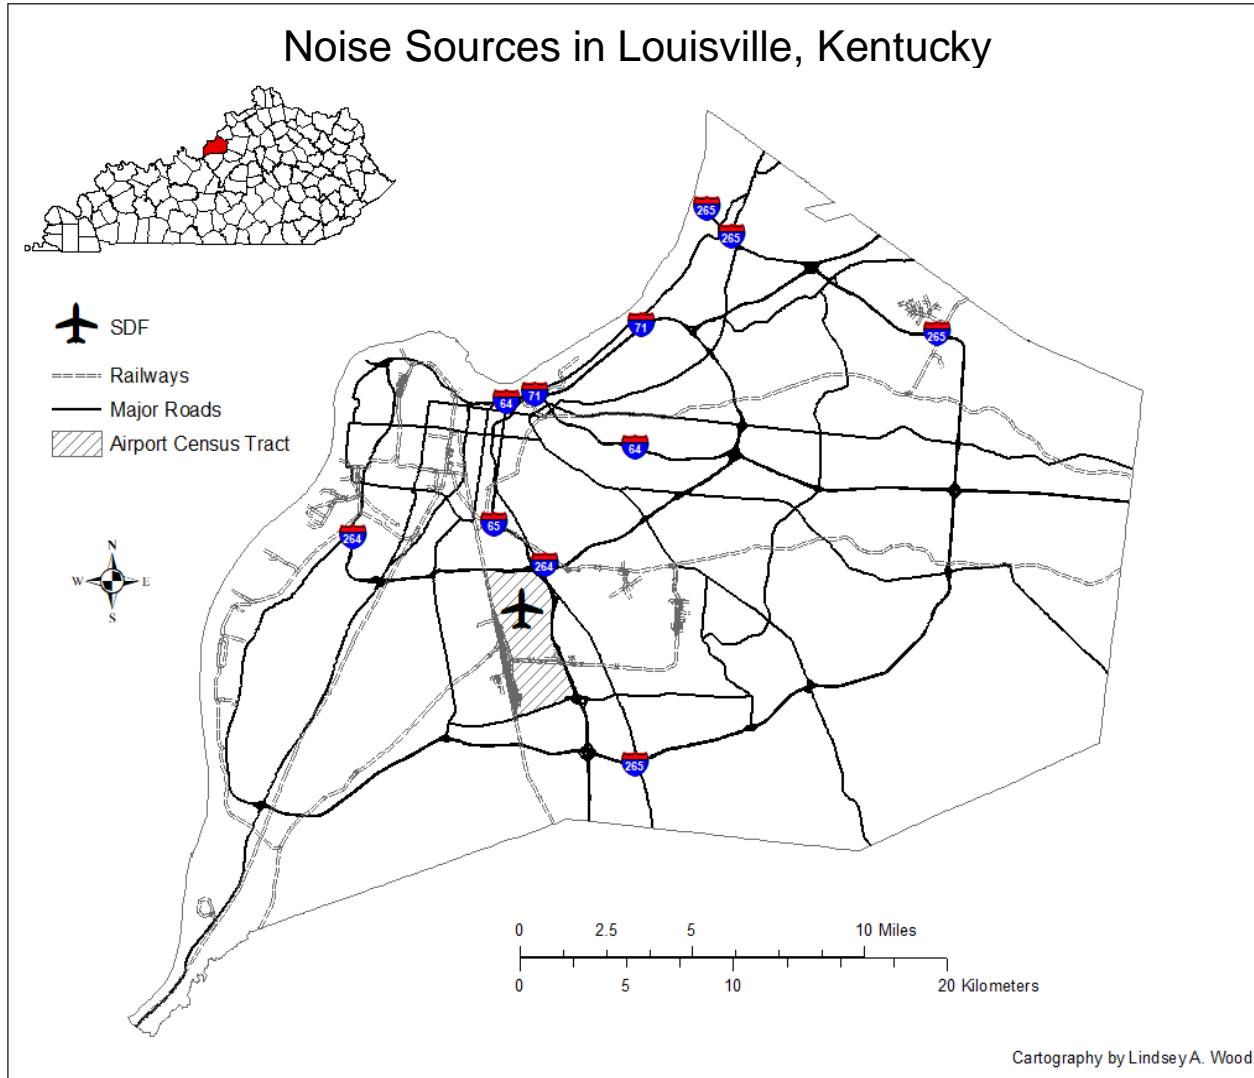 Noise Sources in Louisville, Kentucky
265
265
SDF
71
265
Railways
64
71
Major Roads
Airport Census Tract
64
65
264
264
N
W E
S
265
0 2.5 5 10 Miles
0 5 10 20 Kilometers
Cartography by Lindsey A. Wood